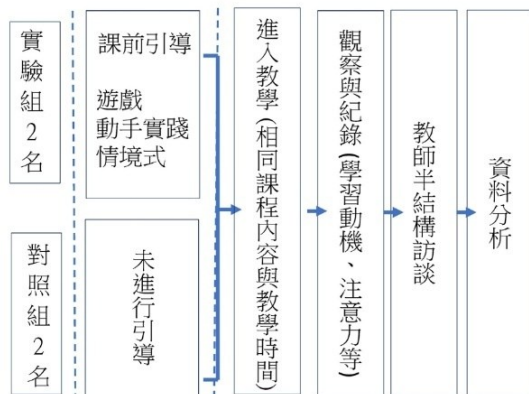 實驗組2名
課前引導
遊戲
動手實踐
情境式
對照組2名
未進行引導
進入教學(相同課程內容與教學時間)
觀察與紀錄(學習動機、注意力等)
教師半結構訪談
資料分析